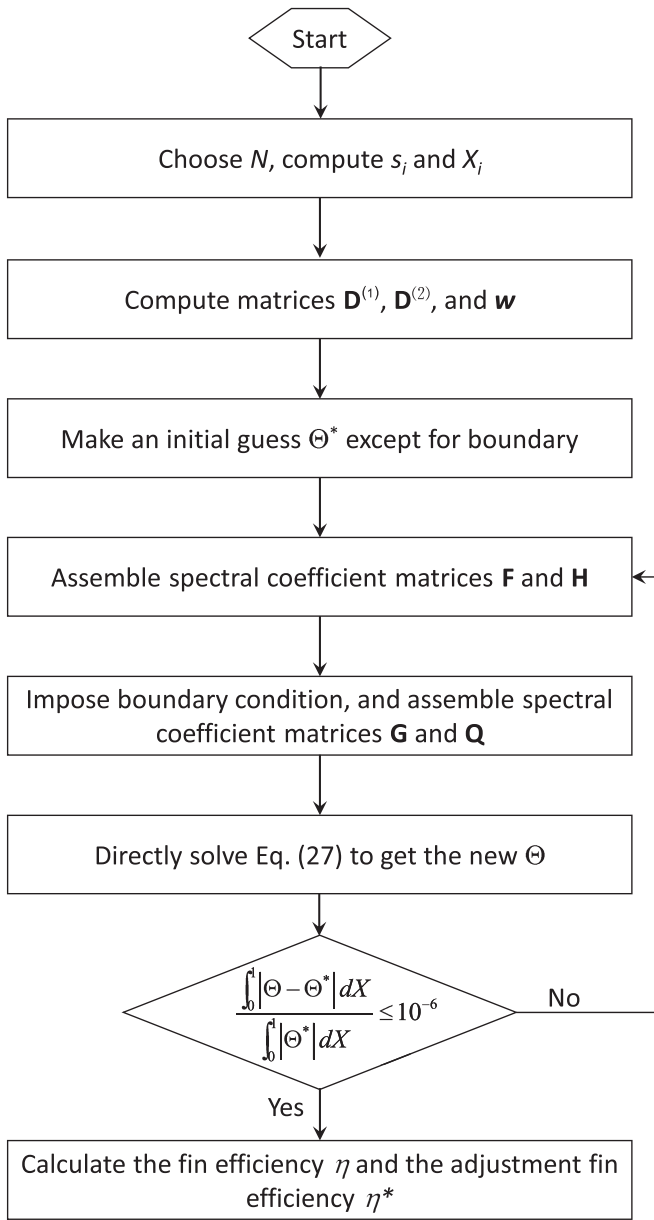 Start
Choose N, compute sᵢ and Xᵢ
Compute matrices D⁽¹⁾, D⁽²⁾, and w
Make an initial guess Θ* except for boundary
Assemble spectral coefficient matrices F and H
Impose boundary condition, and assemble spectral
coefficient matrices G and Q
Directly solve Eq. (27) to get the new Θ
∫₀¹|Θ − Θ*| dX
∫₀¹|Θ*| dX
≤ 10⁻⁶
No
Yes
Calculate the fin efficiency η and the adjustment fin
efficiency η*